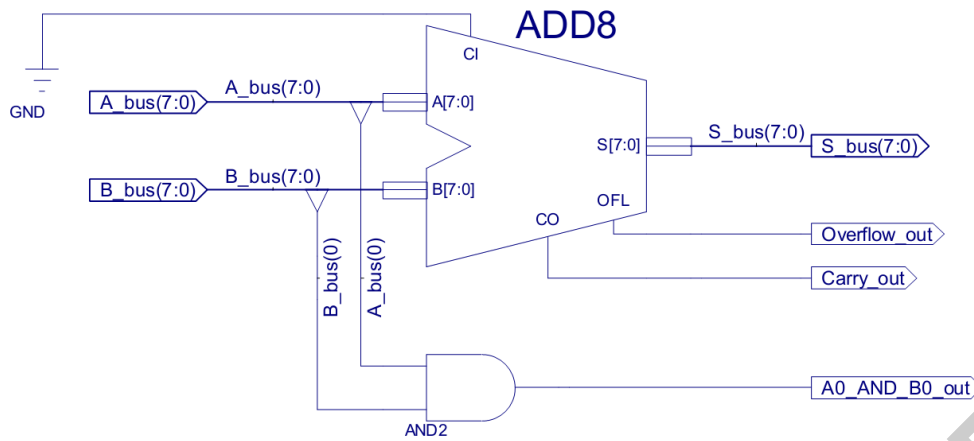 ADD8
CI
GND
A_bus(7:0)
A_bus(7:0)
A[7:0]
S[7:0]
S_bus(7:0)
S_bus(7:0)
B_bus(7:0)
B_bus(7:0)
B[7:0]
OFL
CO
Overflow_out
B_bus(0)
A_bus(0)
Carry_out
A0_AND_B0_out
AND2